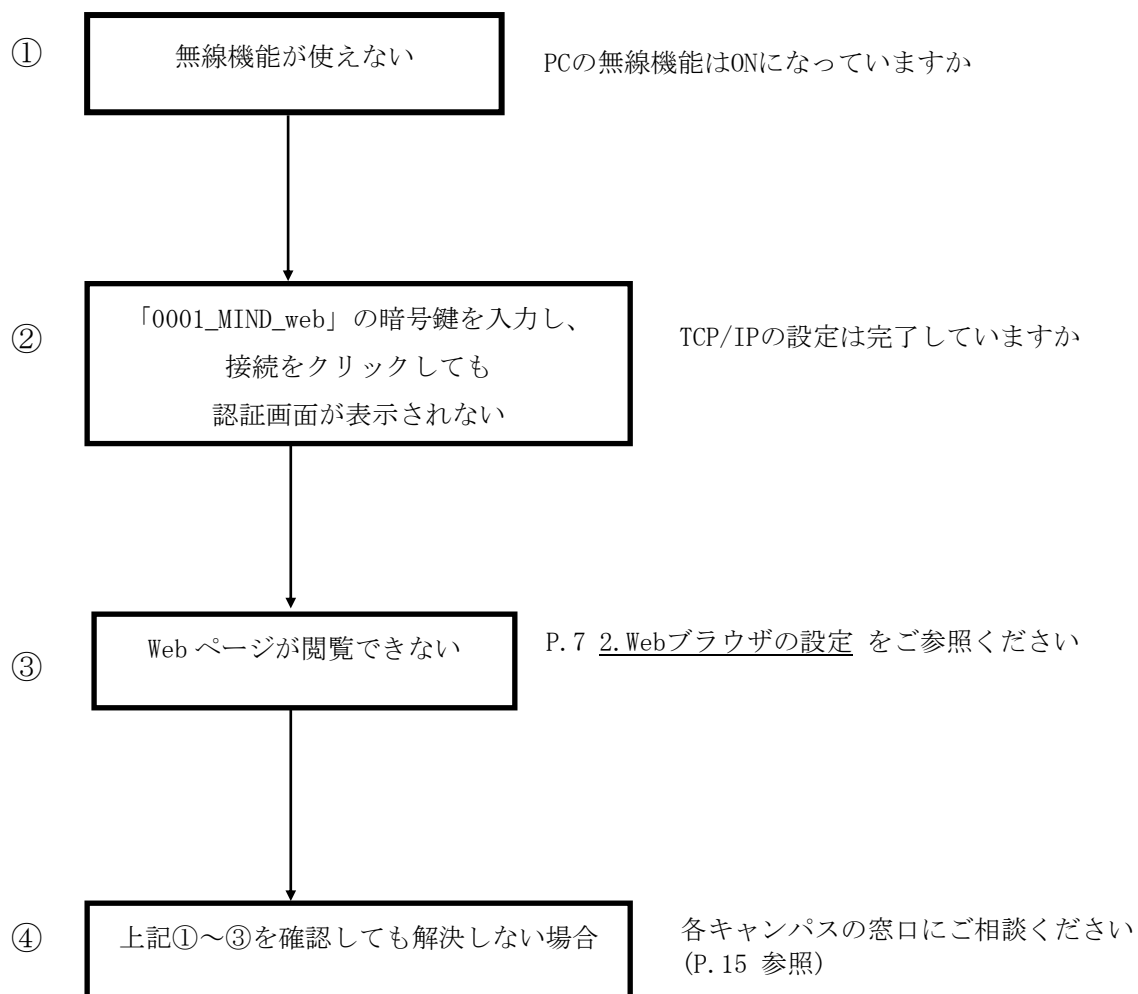 ① 無線機能が使えない PCの無線機能はONになっていますか
② 「0001_MIND_web」の暗号鍵を入力し、 TCP/IPの設定は完了していますか
接続をクリックしても
認証画面が表示されない
③ Web ページが閲覧できない P.7 2.Webブラウザの設定 をご参照ください
④ 上記①～③を確認しても解決しない場合 各キャンパスの窓口にご相談ください
(P.15 参照)